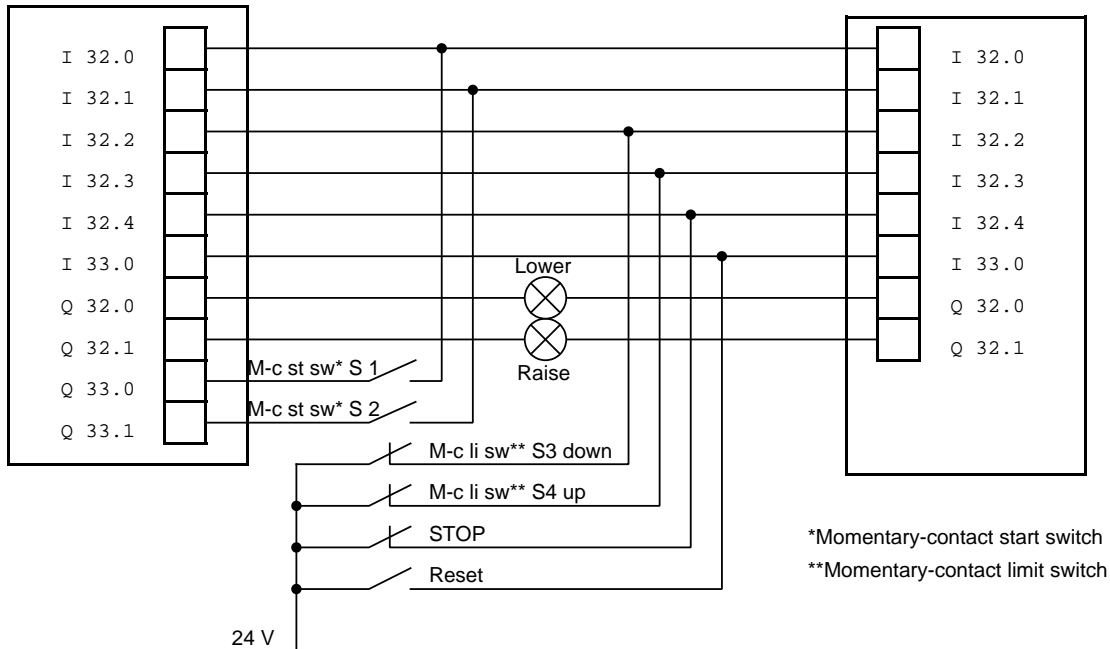 I 32.0
I 32.1
I 32.2
I 32.3
I 32.4
I 33.0
Q 32.0
Q 32.1
Q 33.0
Q 33.1
I 32.0
I 32.1
I 32.2
I 32.3
I 32.4
I 33.0
Q 32.0
Q 32.1
Lower
Raise
M-c st sw* S 1
M-c st sw* S 2
M-c li sw** S3 down
M-c li sw** S4 up
STOP
Reset
24 V
*Momentary-contact start switch
**Momentary-contact limit switch